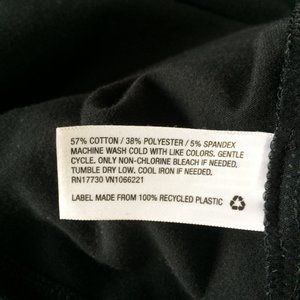 57% COTTON / 38% POLYESTER / 5% SPANDEX
MACHINE WASH COLD WITH LIKE COLORS. GENTLE
CYCLE. ONLY NON-CHLORINE BLEACH IF NEEDED.
TUMBLE DRY LOW. COOL IRON IF NEEDED.
RN17730 VN1066221
LABEL MADE FROM 100% RECYCLED PLASTIC